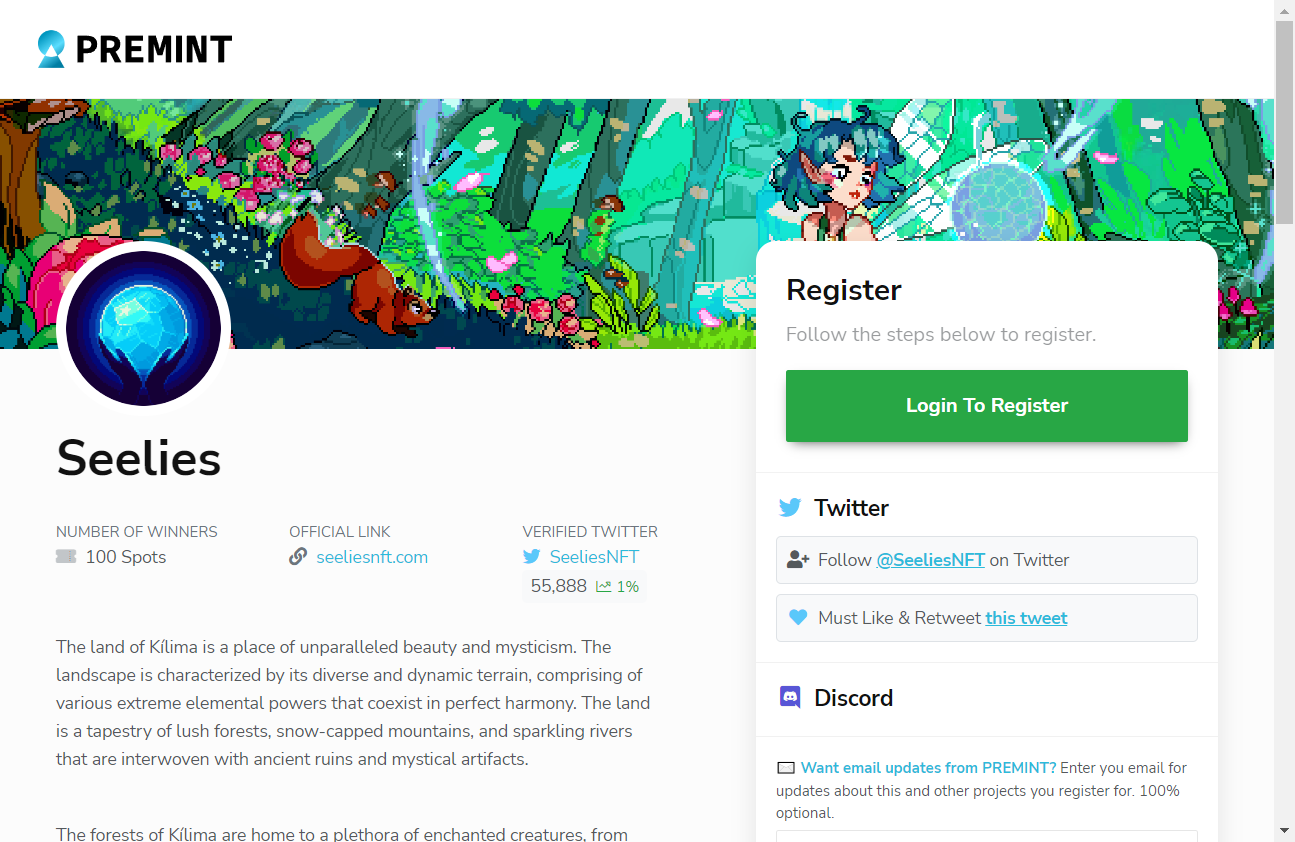 PREMINT
Register
Follow the steps below to register.
Login To Register
Seelies
NUMBER OF WINNERS
100 Spots
OFFICIAL LINK
seeliesnft.com
VERIFIED TWITTER
SeeliesNFT
55,888 1%
The land of Kílima is a place of unparalleled beauty and mysticism. The
landscape is characterized by its diverse and dynamic terrain, comprising of
various extreme elemental powers that coexist in perfect harmony. The land
is a tapestry of lush forests, snow-capped mountains, and sparkling rivers
that are interwoven with ancient ruins and mystical artifacts.
The forests of Kílima are home to a plethora of enchanted creatures, from
Twitter
Follow @SeeliesNFT on Twitter
Must Like & Retweet this tweet
Discord
Want email updates from PREMINT? Enter you email for
updates about this and other projects you register for. 100%
optional.